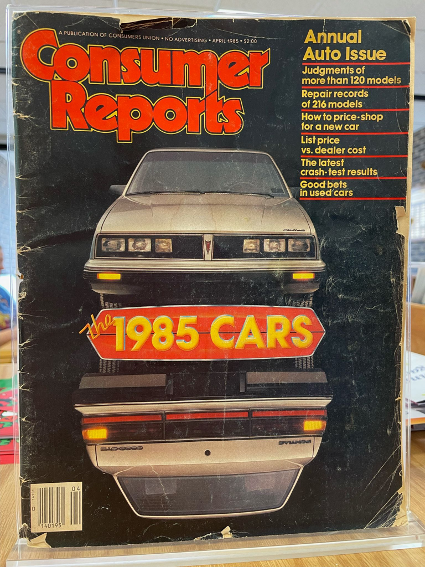 A PUBLICATION OF CONSUMERS UNION • NO ADVERTISING • APRIL 1985 • $2.00
Consumer
Reports
Annual
Auto Issue
Judgments of
more than 120 models
Repair records
of 216 models
How to price-shop
for a new car
List price
vs. dealer cost
The latest
crash-test results
Good bets
in used cars
the 1985 CARS
04